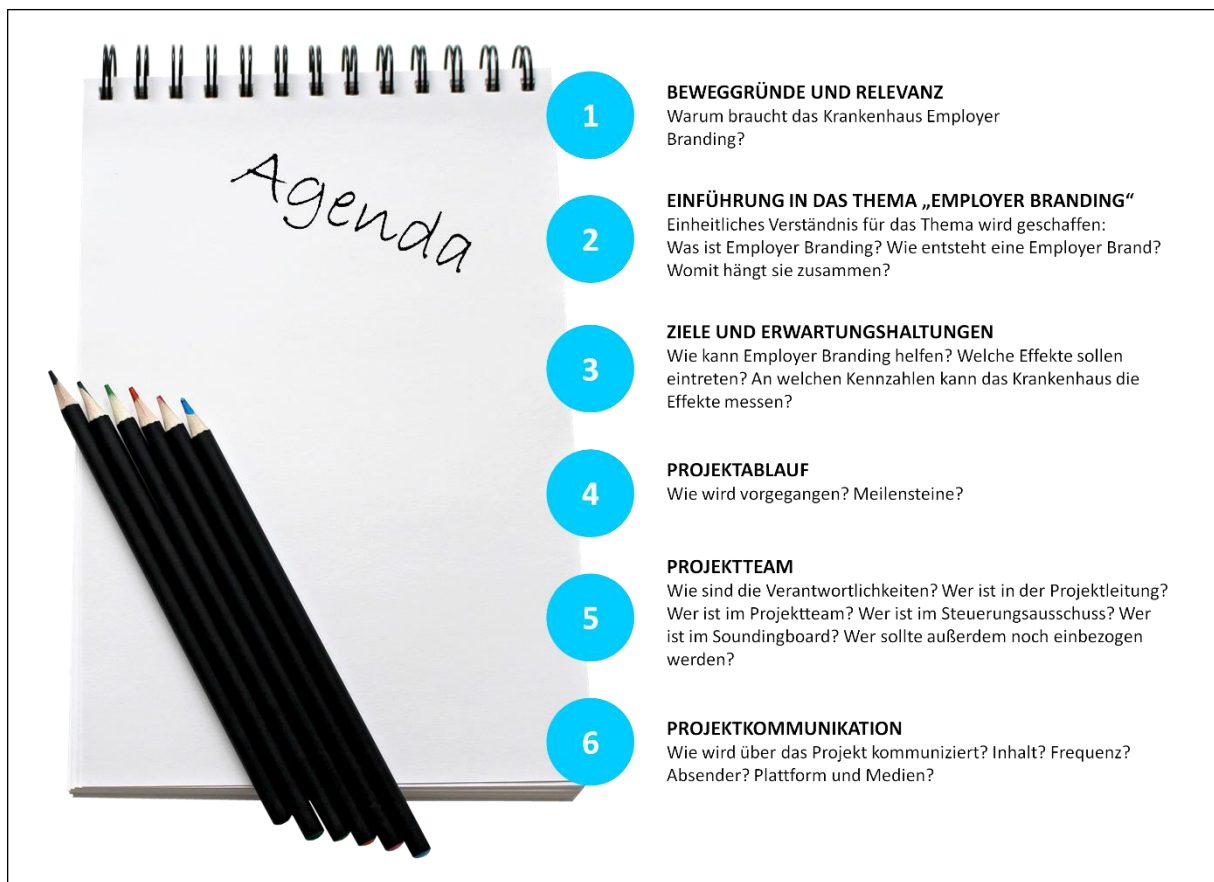 Agenda
1
BEWEGGRÜNDE UND RELEVANZ
Warum braucht das Krankenhaus Employer
Branding?
2
EINFÜHRUNG IN DAS THEMA „EMPLOYER BRANDING“
Einheitliches Verständnis für das Thema wird geschaffen:
Was ist Employer Branding? Wie entsteht eine Employer Brand?
Womit hängt sie zusammen?
3
ZIELE UND ERWARTUNGSHALTUNGEN
Wie kann Employer Branding helfen? Welche Effekte sollen
eintreten? An welchen Kennzahlen kann das Krankenhaus die
Effekte messen?
4
PROJEKTABLAUF
Wie wird vorgegangen? Meilensteine?
5
PROJEKTTEAM
Wie sind die Verantwortlichkeiten? Wer ist in der Projektleitung?
Wer ist im Projektteam? Wer ist im Steuerungsausschuss? Wer
ist im Soundingboard? Wer sollte außerdem noch einbezogen
werden?
6
PROJEKTKOMMUNIKATION
Wie wird über das Projekt kommuniziert? Inhalt? Frequenz?
Absender? Plattform und Medien?